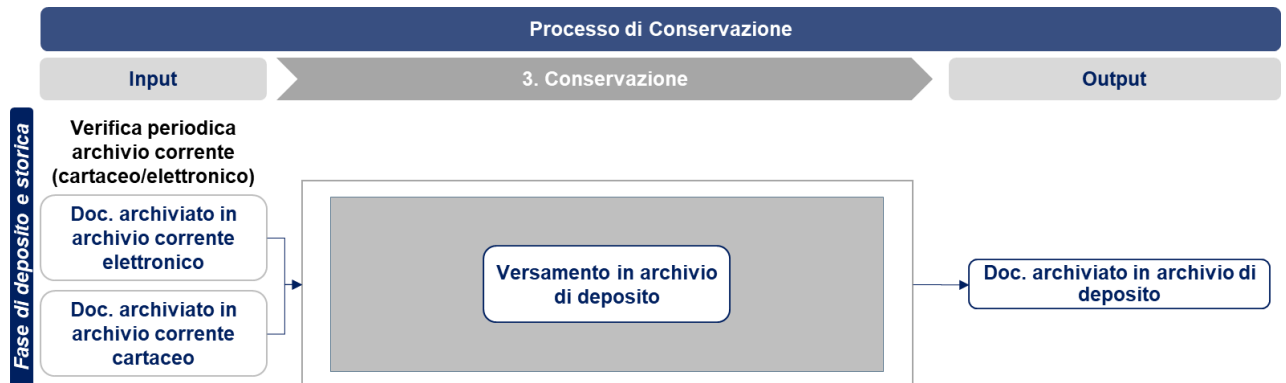 Processo di Conservazione
Input
3. Conservazione
Output
Fase di deposito e storica
Verifica periodica
archivio corrente
(cartaceo/elettronico)
Doc. archiviato in
archivio corrente
elettronico
Doc. archiviato in
archivio corrente
cartaceo
Versamento in archivio
di deposito
Doc. archiviato in archivio di
deposito